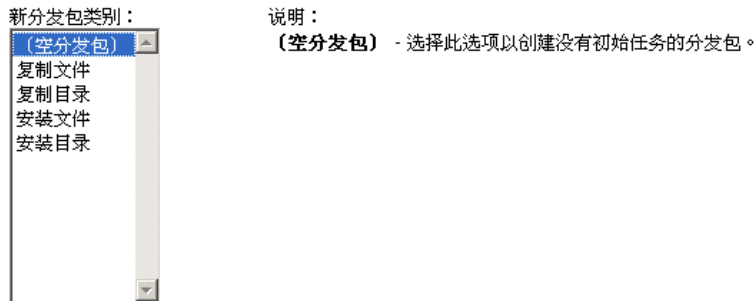 新分发包类别：
〔空分发包〕
复制文件
复制目录
安装文件
安装目录
说明：
〔空分发包〕 - 选择此选项以创建没有初始任务的分发包。